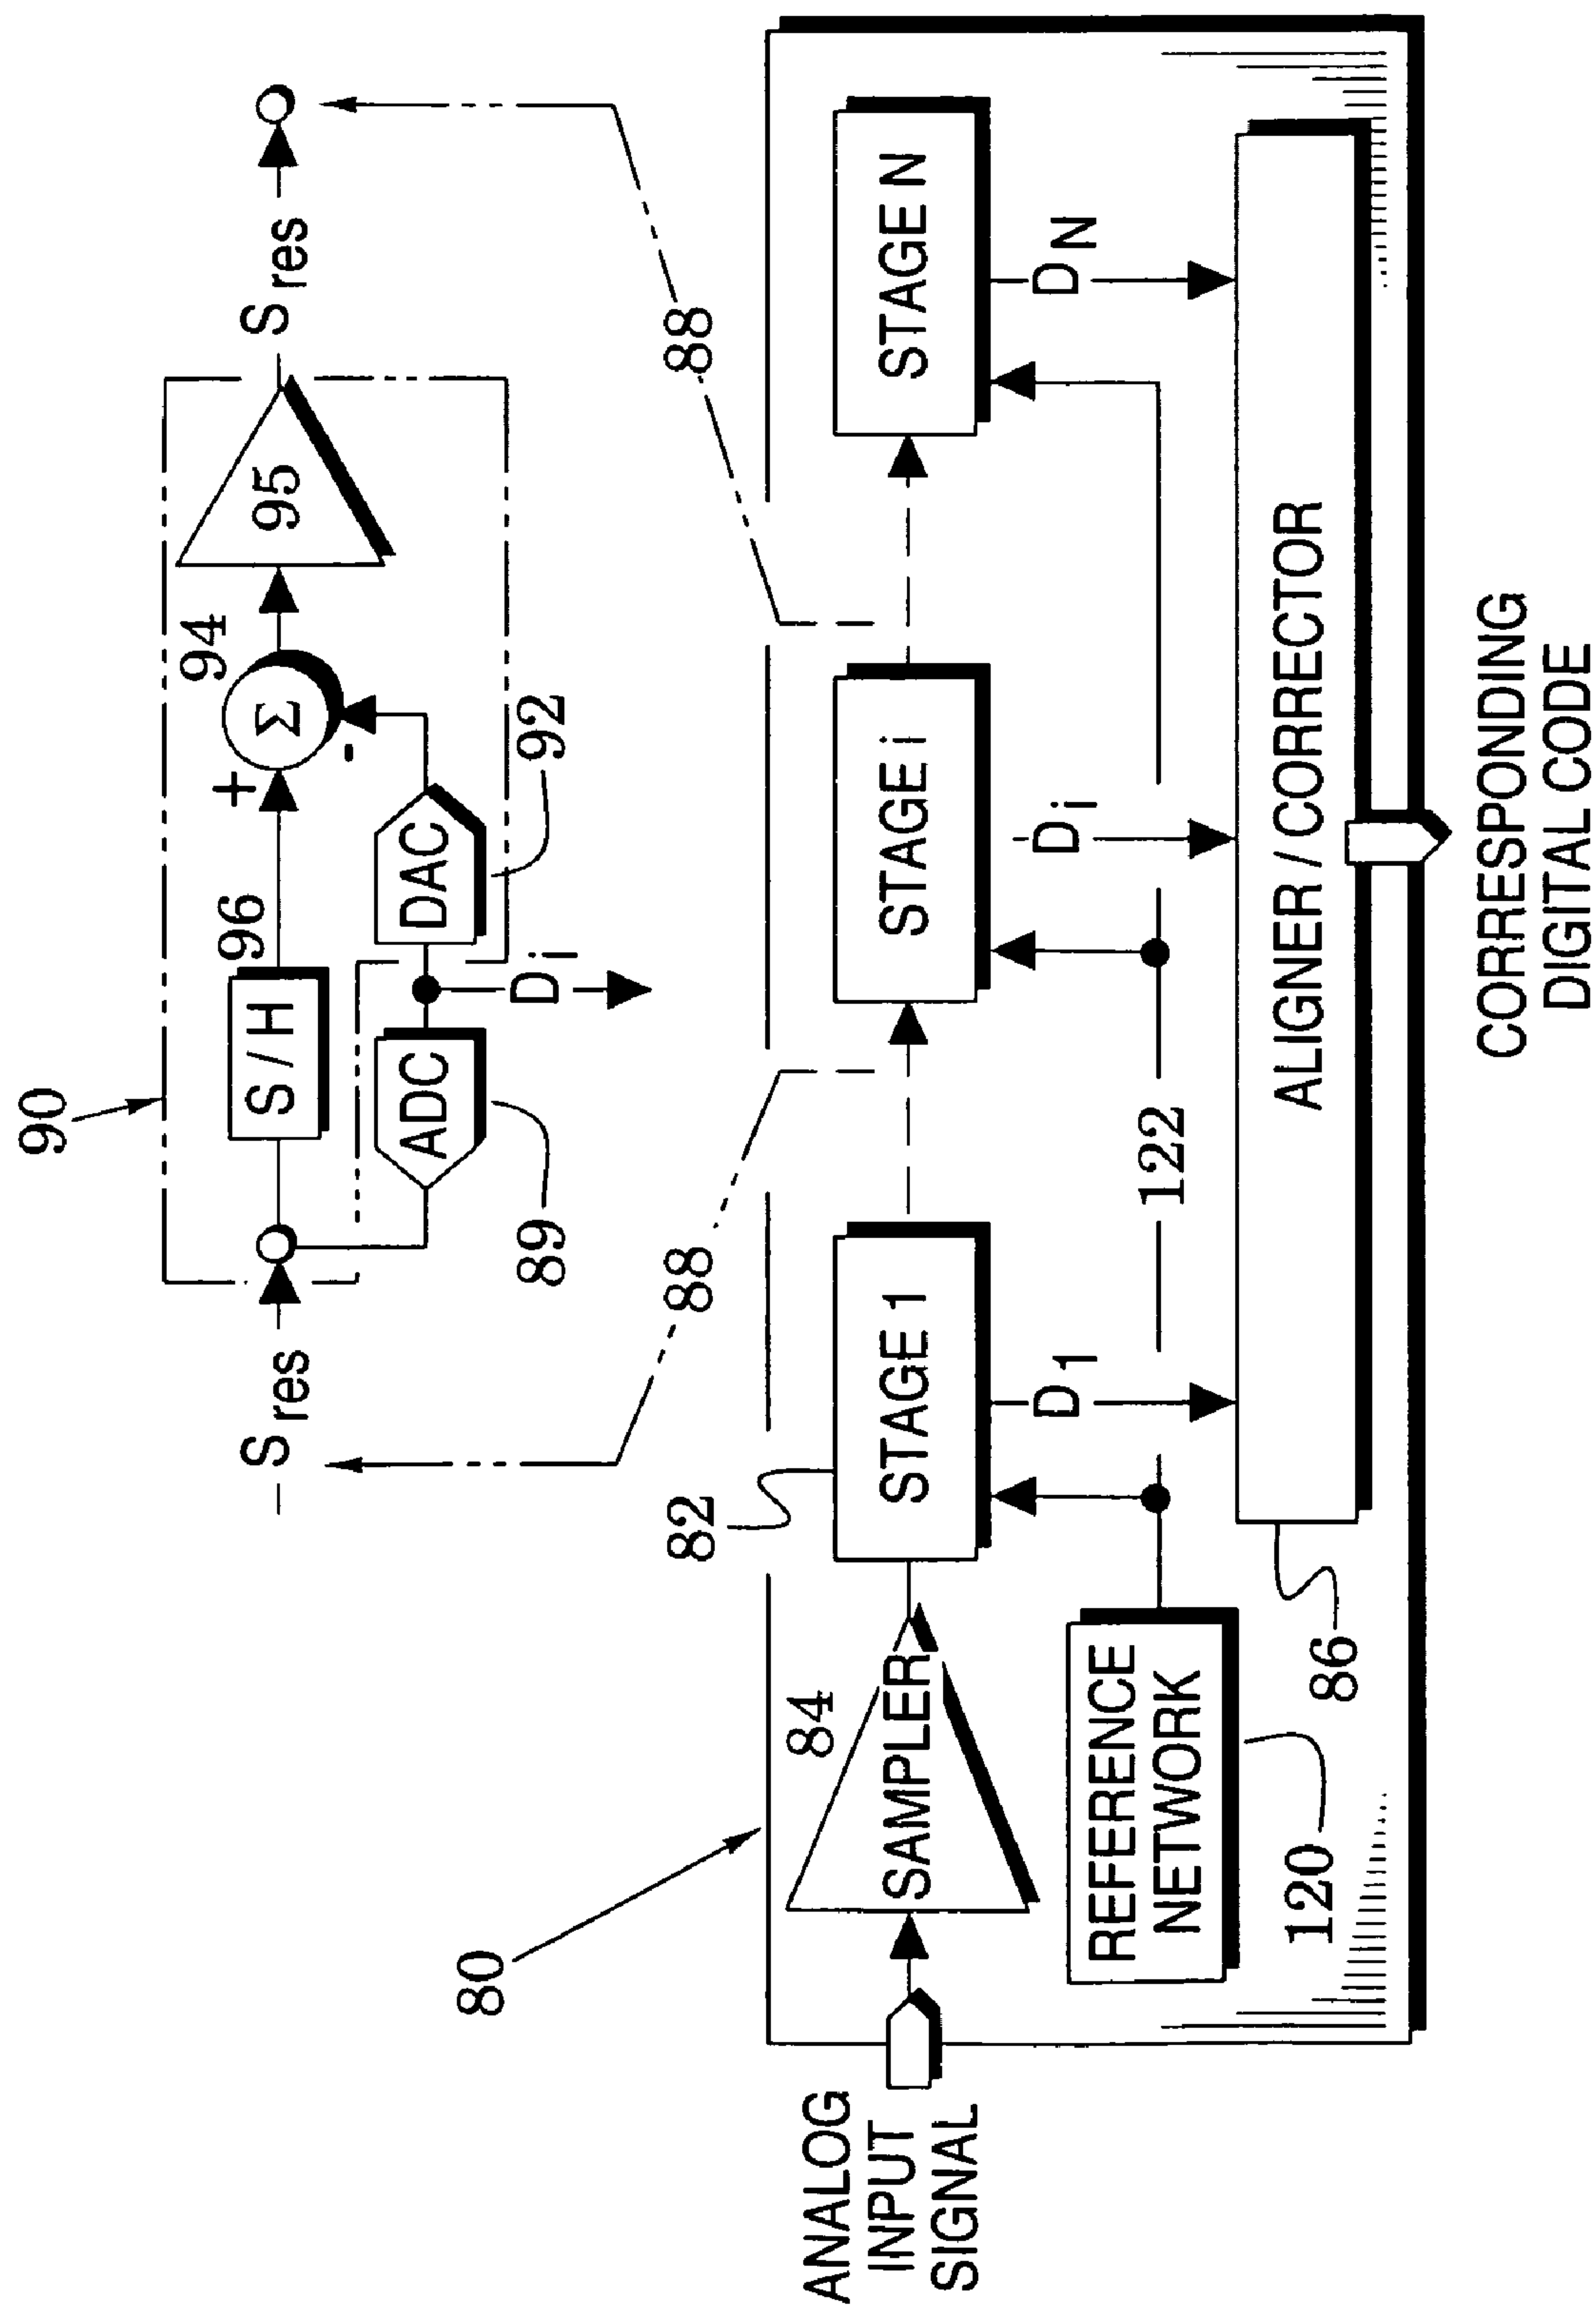 90
S res
S / H
96
+
94
Σ
-
95
S res
ADC
DAC
89
D i
92
88
88
80
82
84
ANALOG
INPUT
SIGNAL
SAMPLER
STAGE 1
STAGE i
STAGE N
D 1
D i
D N
REFERENCE
NETWORK
122
120
86
ALIGNER / CORRECTOR
CORRESPONDING
DIGITAL CODE